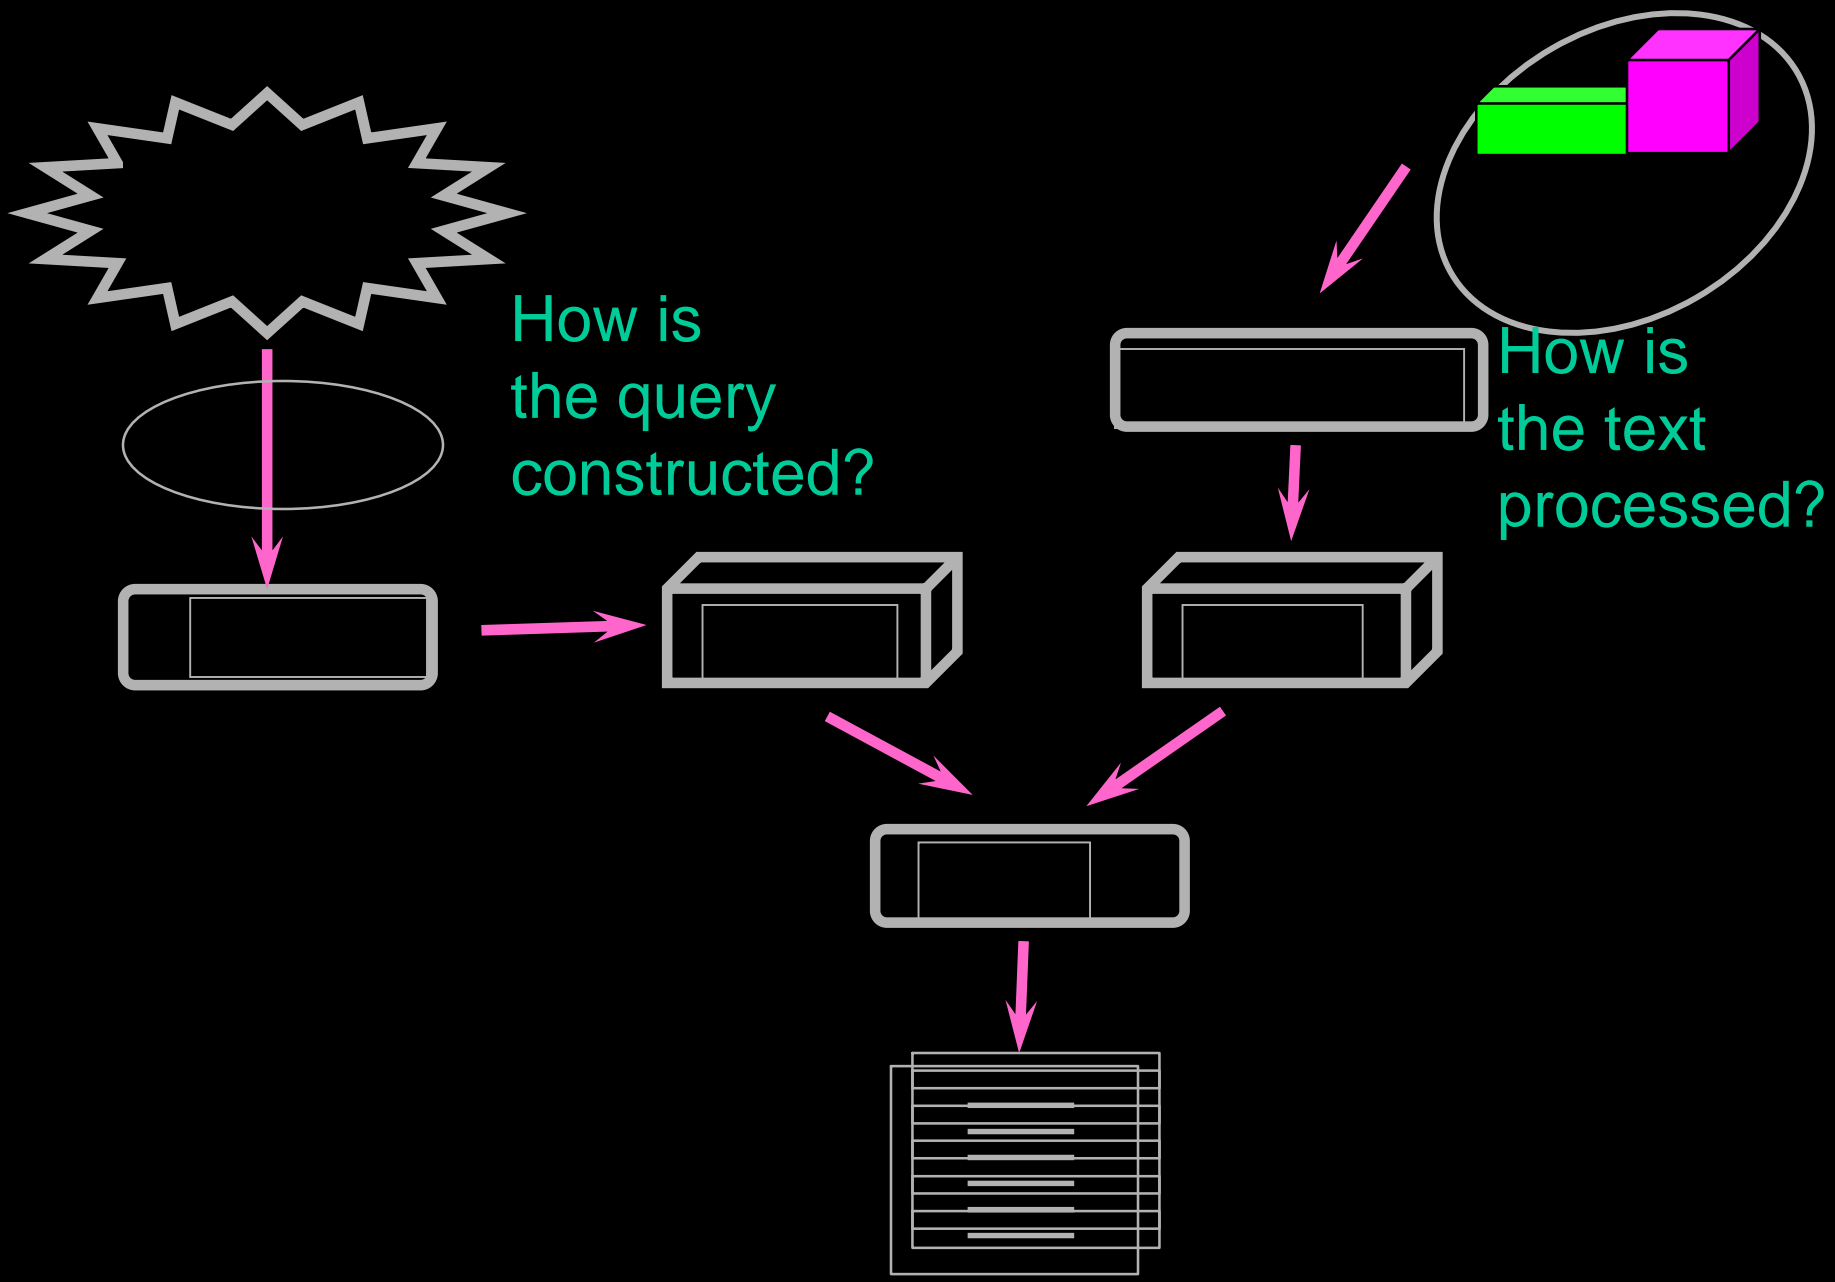 How is
the query
constructed?
How is
the text
processed?